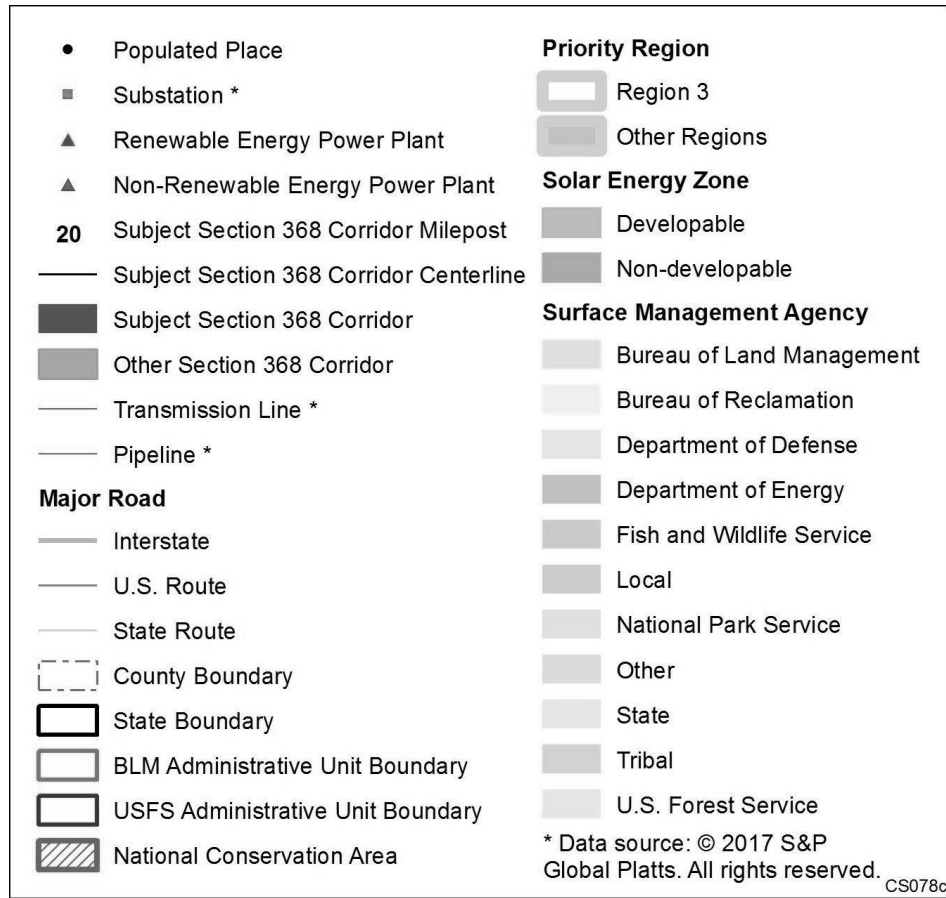 Populated Place
Substation *
Renewable Energy Power Plant
Non-Renewable Energy Power Plant
20 Subject Section 368 Corridor Milepost
Subject Section 368 Corridor Centerline
Subject Section 368 Corridor
Other Section 368 Corridor
Transmission Line *
Pipeline *
Major Road
Interstate
U.S. Route
State Route
County Boundary
State Boundary
BLM Administrative Unit Boundary
USFS Administrative Unit Boundary
National Conservation Area
Priority Region
Region 3
Other Regions
Solar Energy Zone
Developable
Non-developable
Surface Management Agency
Bureau of Land Management
Bureau of Reclamation
Department of Defense
Department of Energy
Fish and Wildlife Service
Local
National Park Service
Other
State
Tribal
U.S. Forest Service
* Data source: © 2017 S&P
Global Platts. All rights reserved.
CS078c